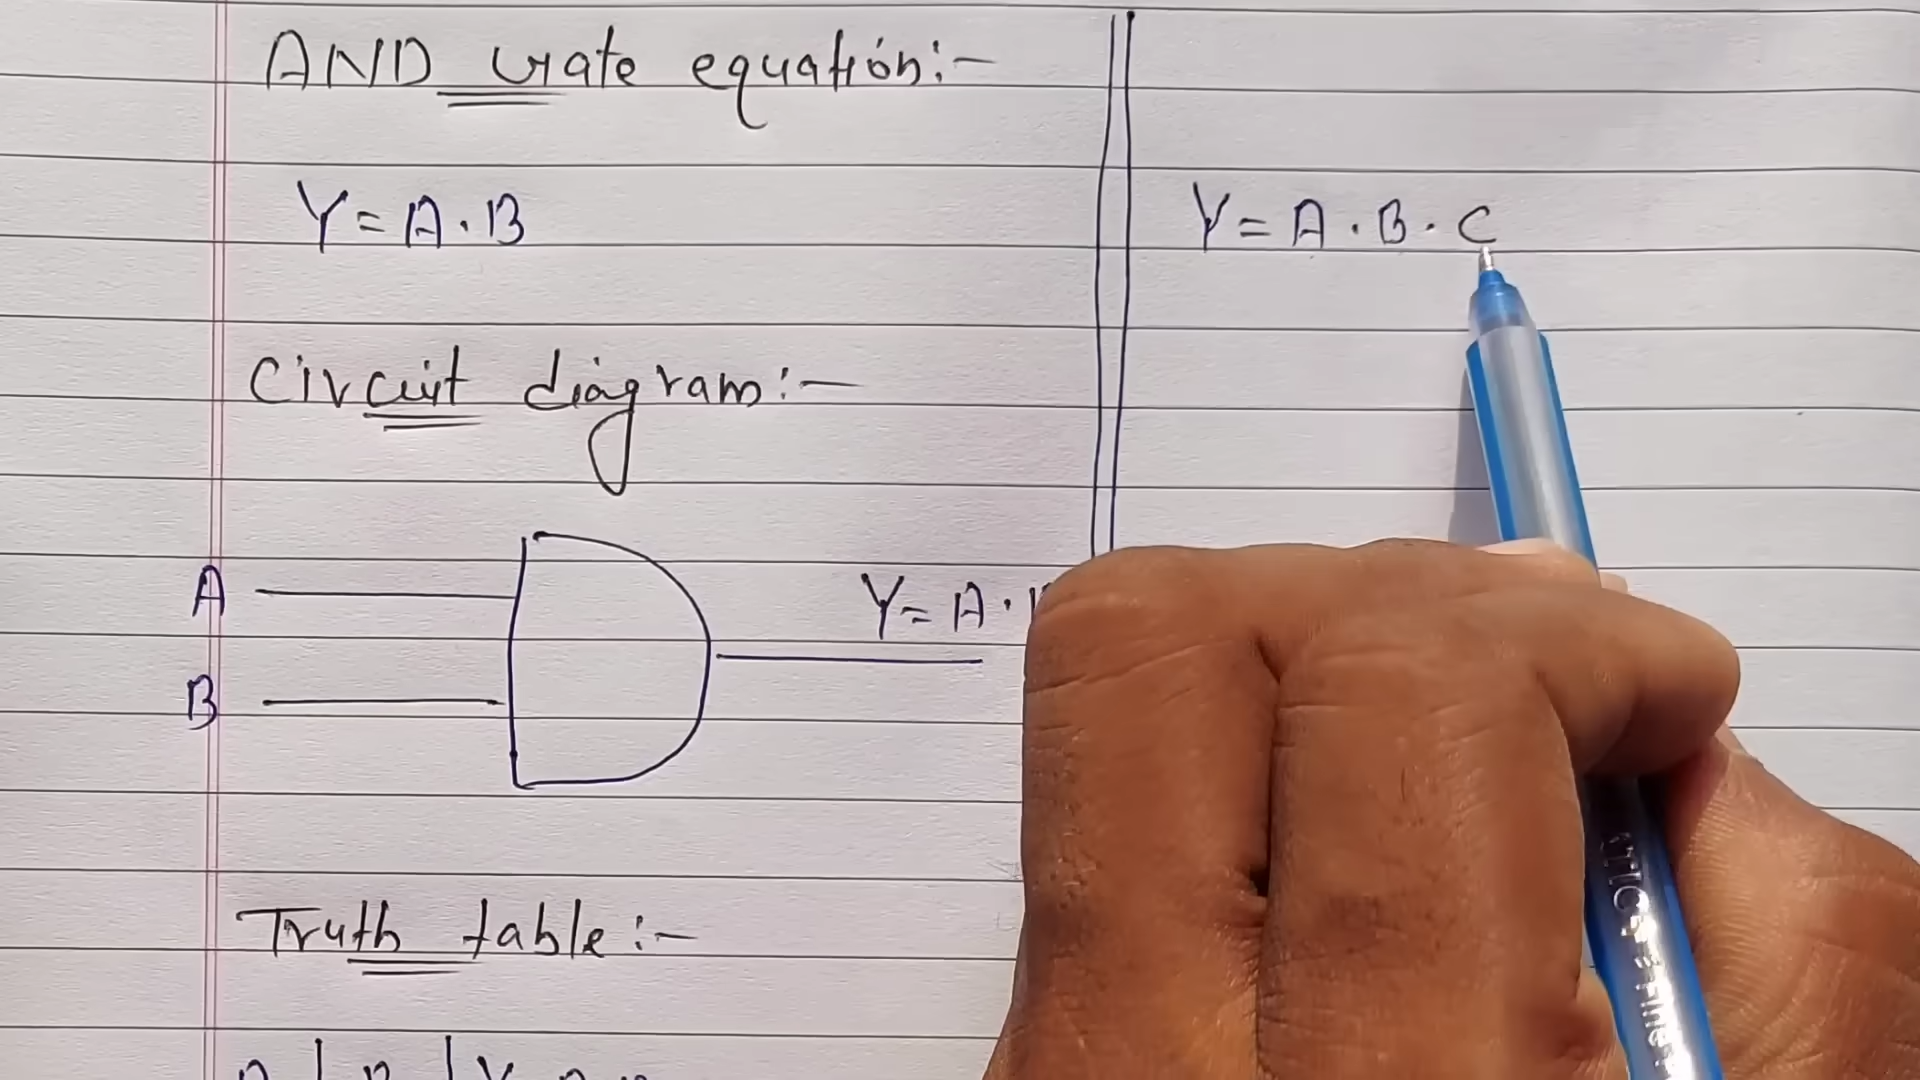 AND Gate equation:-
Y = A · B
Y = A · B · C
Circuit diagram:-
A
Y = A ·
B
Truth table:-